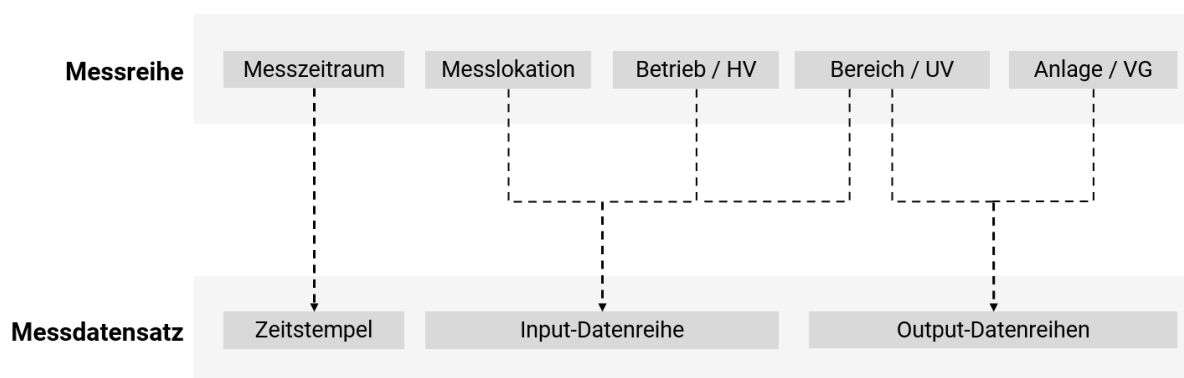 Messreihe
Messzeitraum
Messlokation
Betrieb / HV
Bereich / UV
Anlage / VG
Messdatensatz
Zeitstempel
Input-Datenreihe
Output-Datenreihen